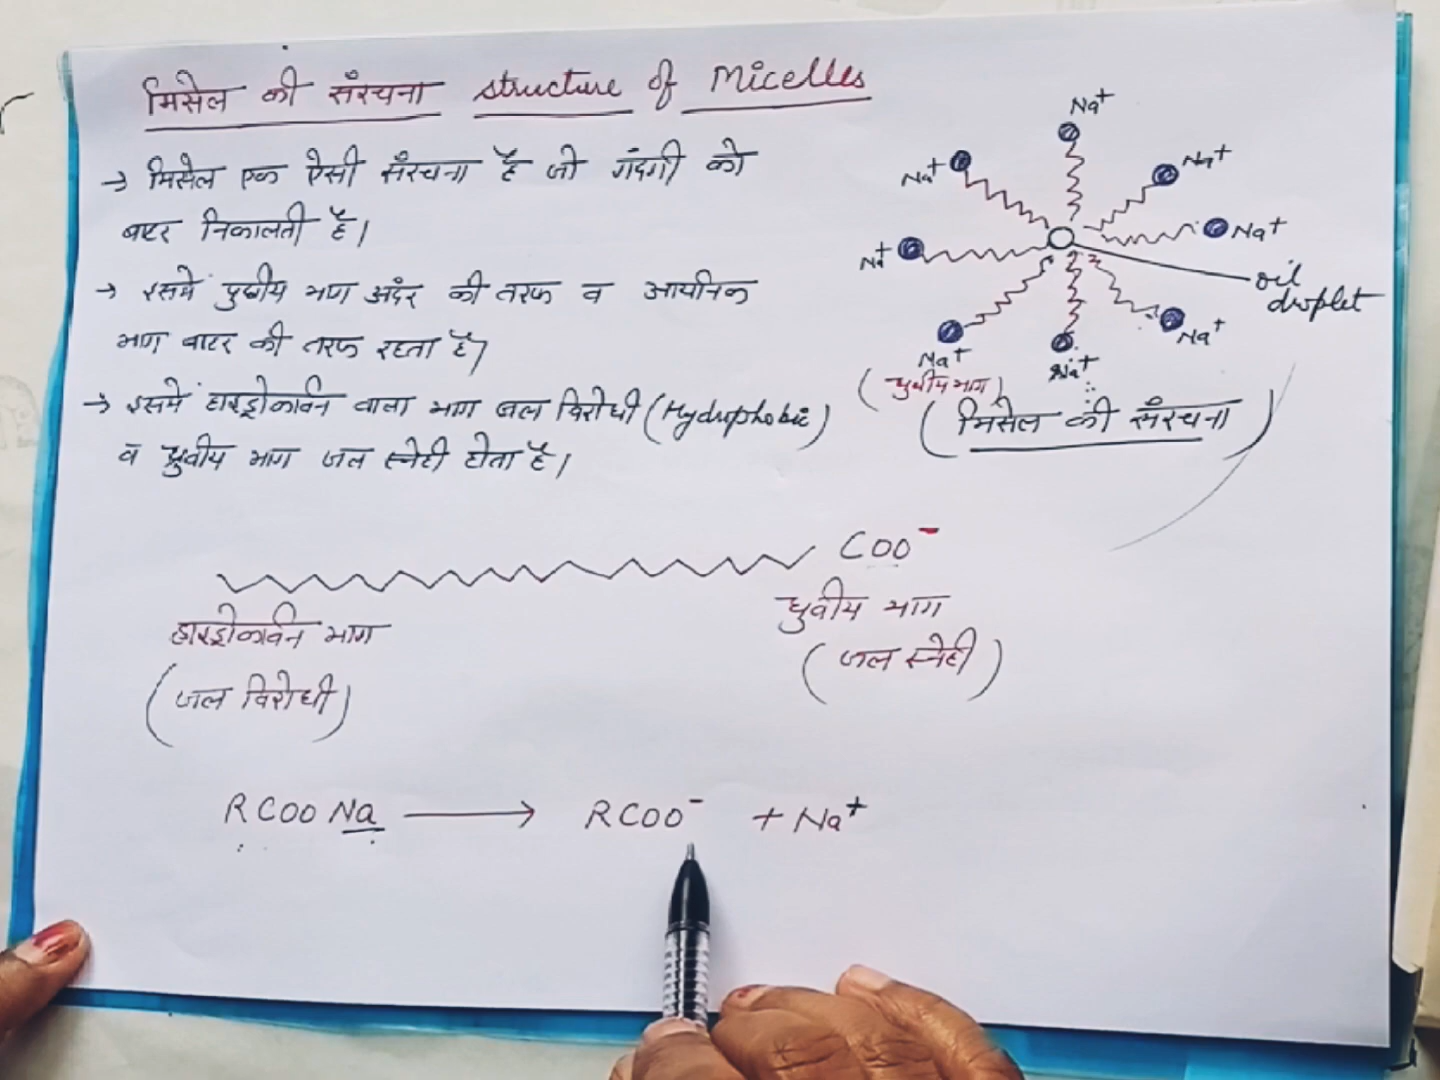 मिसेल की संरचना structure of Micelles
→ मिसेल एक ऐसी संरचना है जो गंदगी को
बाहर निकालती है।
→ इसमें पुच्छीय भाग अंदर की तरफ व आयनिक
भाग बाहर की तरफ रहता है।
→ इसमें हाइड्रोकार्बन वाला भाग जल विरोधी (Hydrophobic)
व ध्रुवीय भाग जल स्नेही होता है।
Na+
Na+
Na+
Na+
Na+
oil
droplet
Na+
Na+
Na+
(ध्रुवीय भाग)
(मिसेल की संरचना)
COO-
हाइड्रोकार्बन भाग
(जल विरोधी)
ध्रुवीय भाग
(जल स्नेही)
RCOONa → RCOO- + Na+